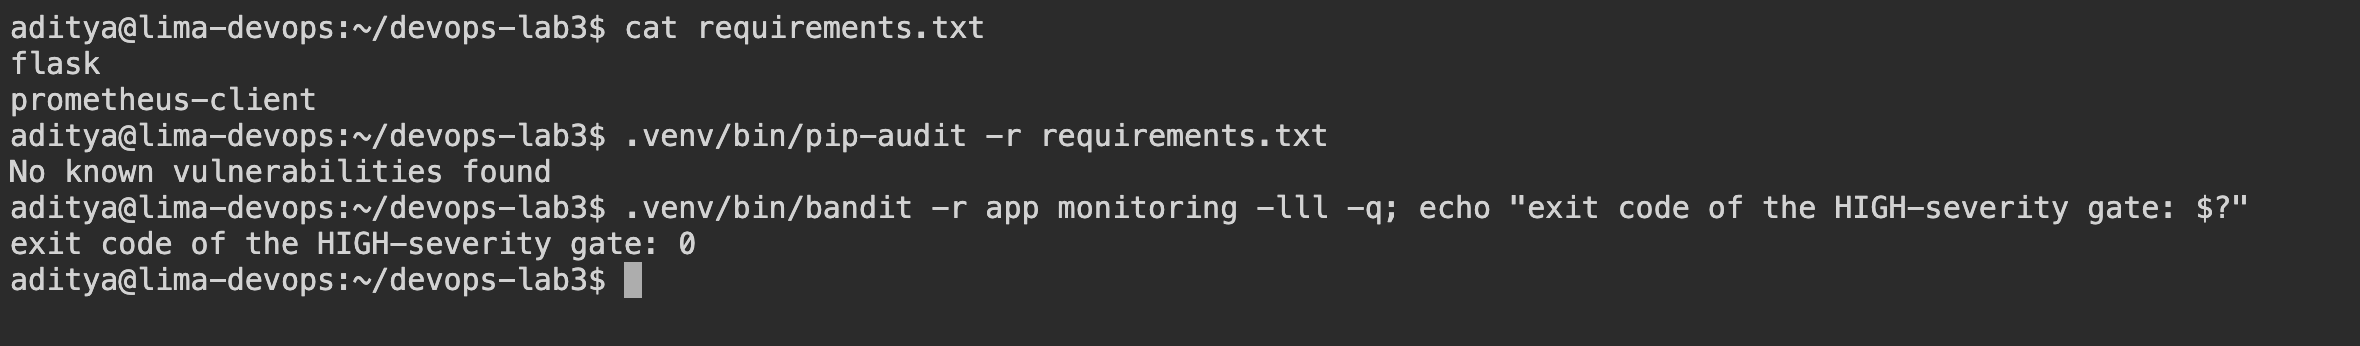 aditya@lima-devops:~/devops-lab3$ cat requirements.txt
flask
prometheus-client
aditya@lima-devops:~/devops-lab3$ .venv/bin/pip-audit -r requirements.txt
No known vulnerabilities found
aditya@lima-devops:~/devops-lab3$ .venv/bin/bandit -r app monitoring -lll -q; echo "exit code of the HIGH-severity gate: $?"
exit code of the HIGH-severity gate: 0
aditya@lima-devops:~/devops-lab3$